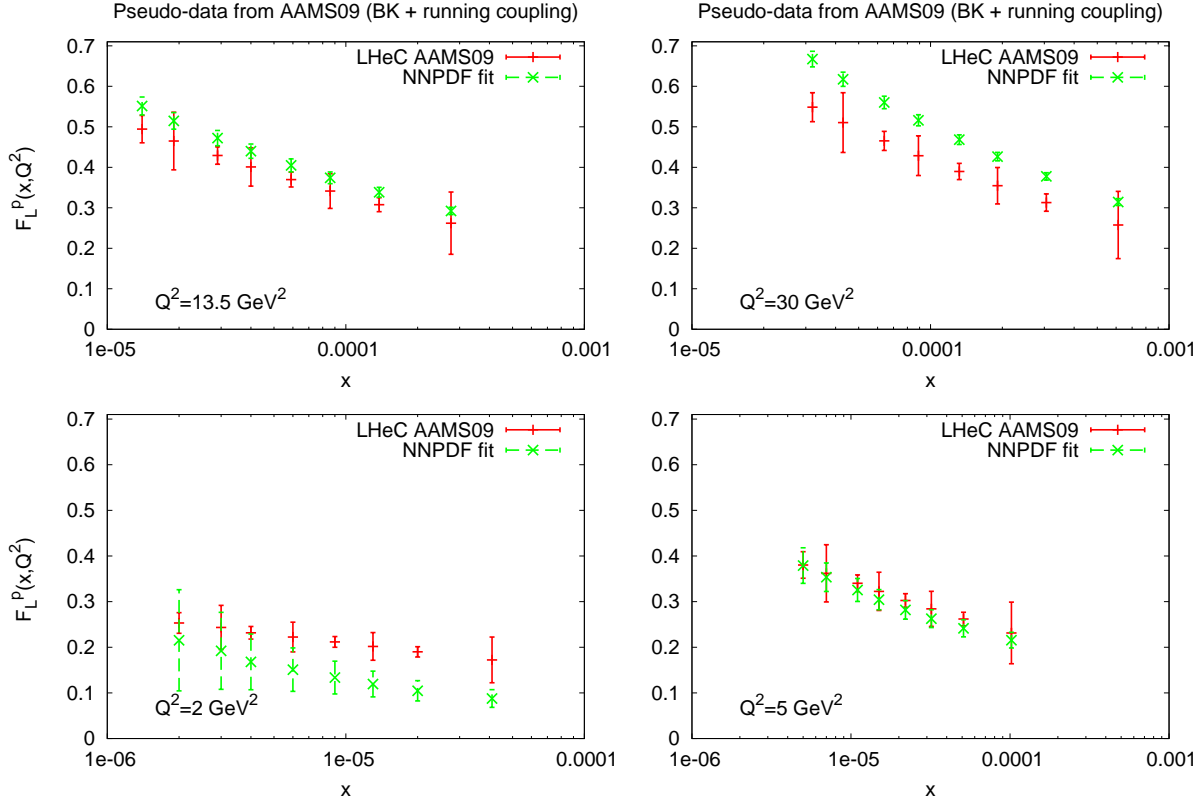 Pseudo-data from AAMS09 (BK + running coupling)
F_L^p(x,Q^2)
0.7
0.6
0.5
0.4
0.3
0.2
0.1
0
LHeC AAMS09
NNPDF fit
Q^2=13.5 GeV^2
1e-05
0.0001
0.001
x
Pseudo-data from AAMS09 (BK + running coupling)
0.7
0.6
0.5
0.4
0.3
0.2
0.1
0
LHeC AAMS09
NNPDF fit
Q^2=30 GeV^2
1e-05
0.0001
0.001
x
F_L^p(x,Q^2)
0.7
0.6
0.5
0.4
0.3
0.2
0.1
0
LHeC AAMS09
NNPDF fit
Q^2=2 GeV^2
1e-06
1e-05
0.0001
x
0.7
0.6
0.5
0.4
0.3
0.2
0.1
0
LHeC AAMS09
NNPDF fit
Q^2=5 GeV^2
1e-06
1e-05
0.0001
0.001
x